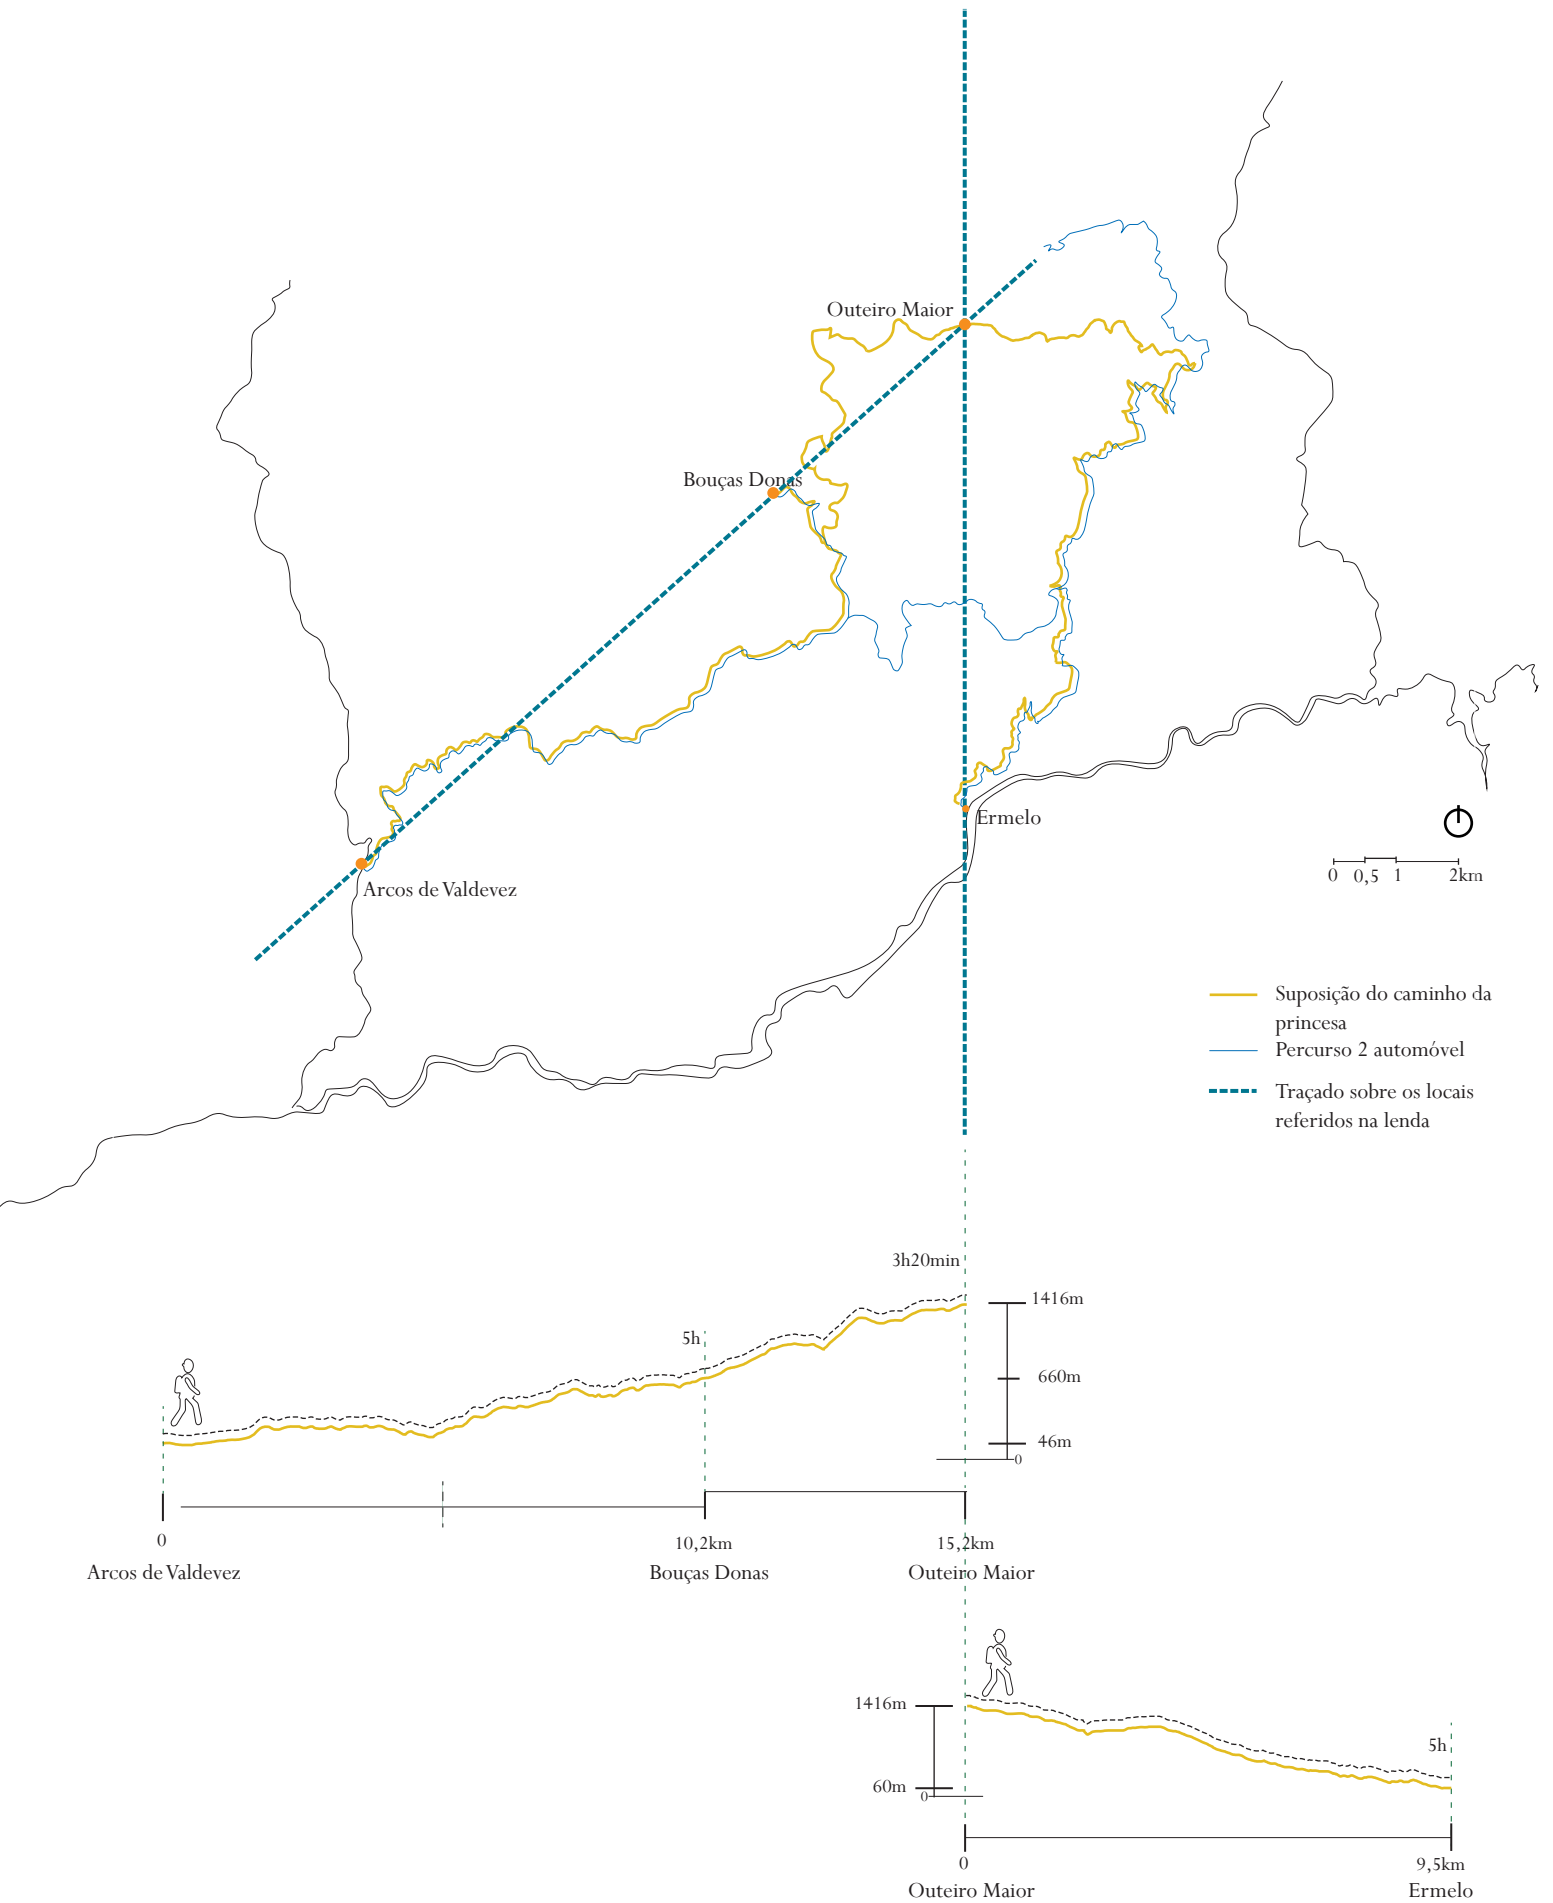 Outeiro Maior
Bouças Donas
Ermelo
Arcos de Valdevez
0 0,5 1 2km
Suposição do caminho da
princesa
Percurso 2 automóvel
Traçado sobre os locais
referidos na lenda
3h20min
1416m
5h
660m
46m
0
0 10,2km 15,2km
Arcos de Valdevez Bouças Donas Outeiro Maior
1416m
5h
60m
0
0 9,5km
Outeiro Maior Ermelo